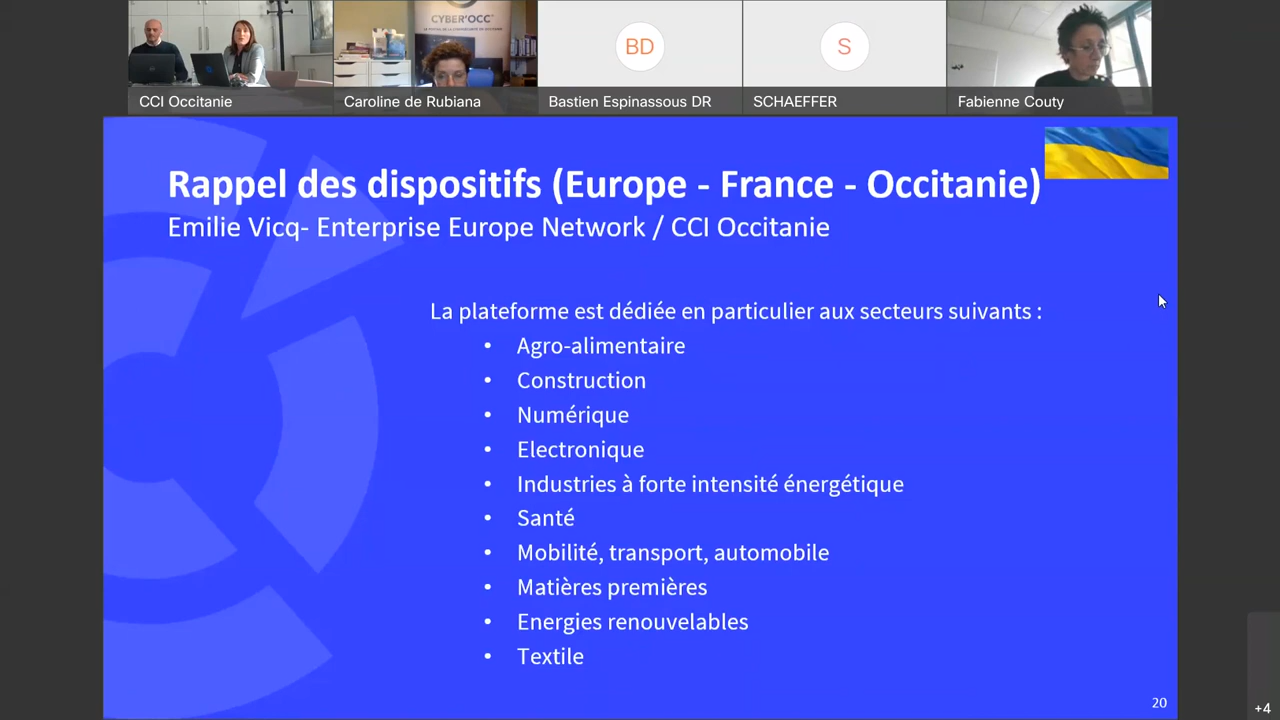 CYBER'OCC
BD
S
CCI Occitanie
Caroline de Rubiana
Bastien Espinassous DR
SCHAEFFER
Fabienne Couty
Rappel des dispositifs (Europe - France - Occitanie)
Emilie Vicq- Enterprise Europe Network / CCI Occitanie
La plateforme est dédiée en particulier aux secteurs suivants :
• Agro-alimentaire
• Construction
• Numérique
• Electronique
• Industries à forte intensité énergétique
• Santé
• Mobilité, transport, automobile
• Matières premières
• Energies renouvelables
• Textile
20
+4